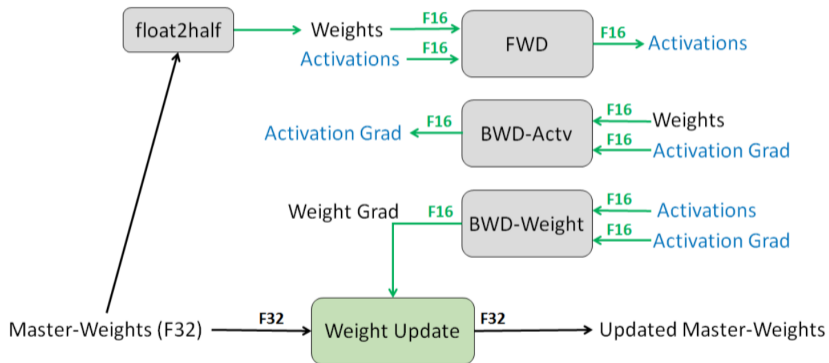 float2half
Weights
F16
Activations
F16
FWD
F16
Activations
Activation Grad
F16
BWD-Actv
F16
Weights
F16
Activation Grad
Weight Grad
F16
BWD-Weight
F16
Activations
F16
Activation Grad
Master-Weights (F32)
F32
Weight Update
F32
Updated Master-Weights